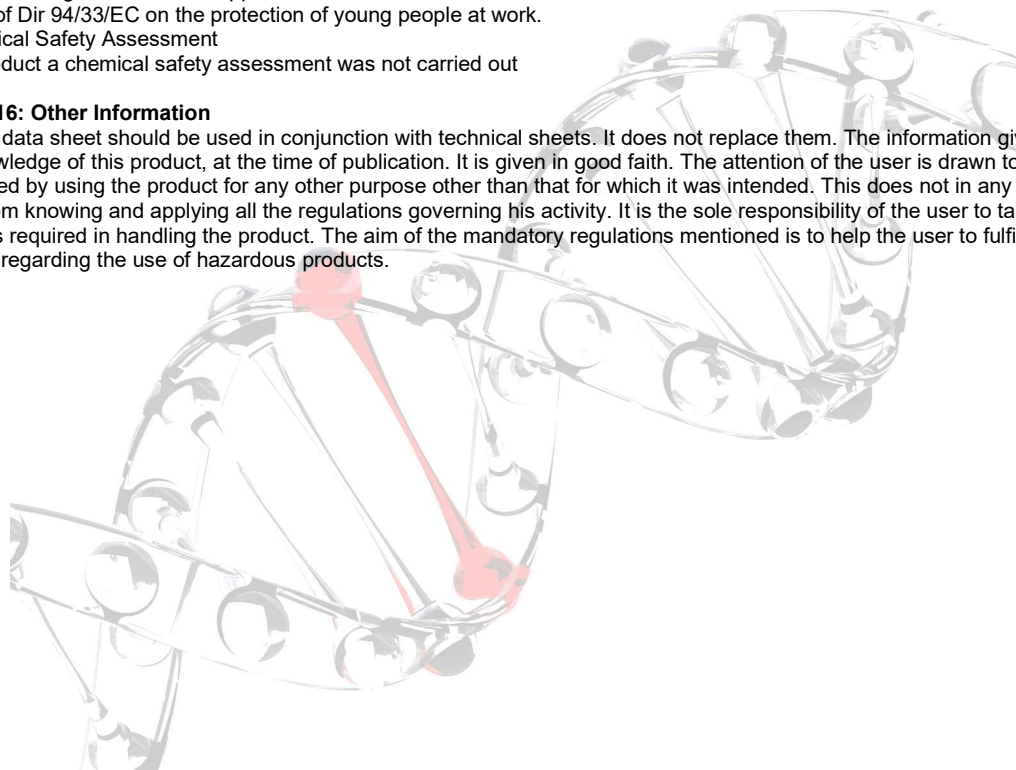 of Dir 94/33/EC on the protection of young people at work.
ical Safety Assessment
duct a chemical safety assessment was not carried out
16: Other Information
data sheet should be used in conjunction with technical sheets. It does not replace them. The information gi
wledge of this product, at the time of publication. It is given in good faith. The attention of the user is drawn to
ed by using the product for any other purpose other than that for which it was intended. This does not in any
m knowing and applying all the regulations governing his activity. It is the sole responsibility of the user to ta
s required in handling the product. The aim of the mandatory regulations mentioned is to help the user to fulfi
regarding the use of hazardous products.